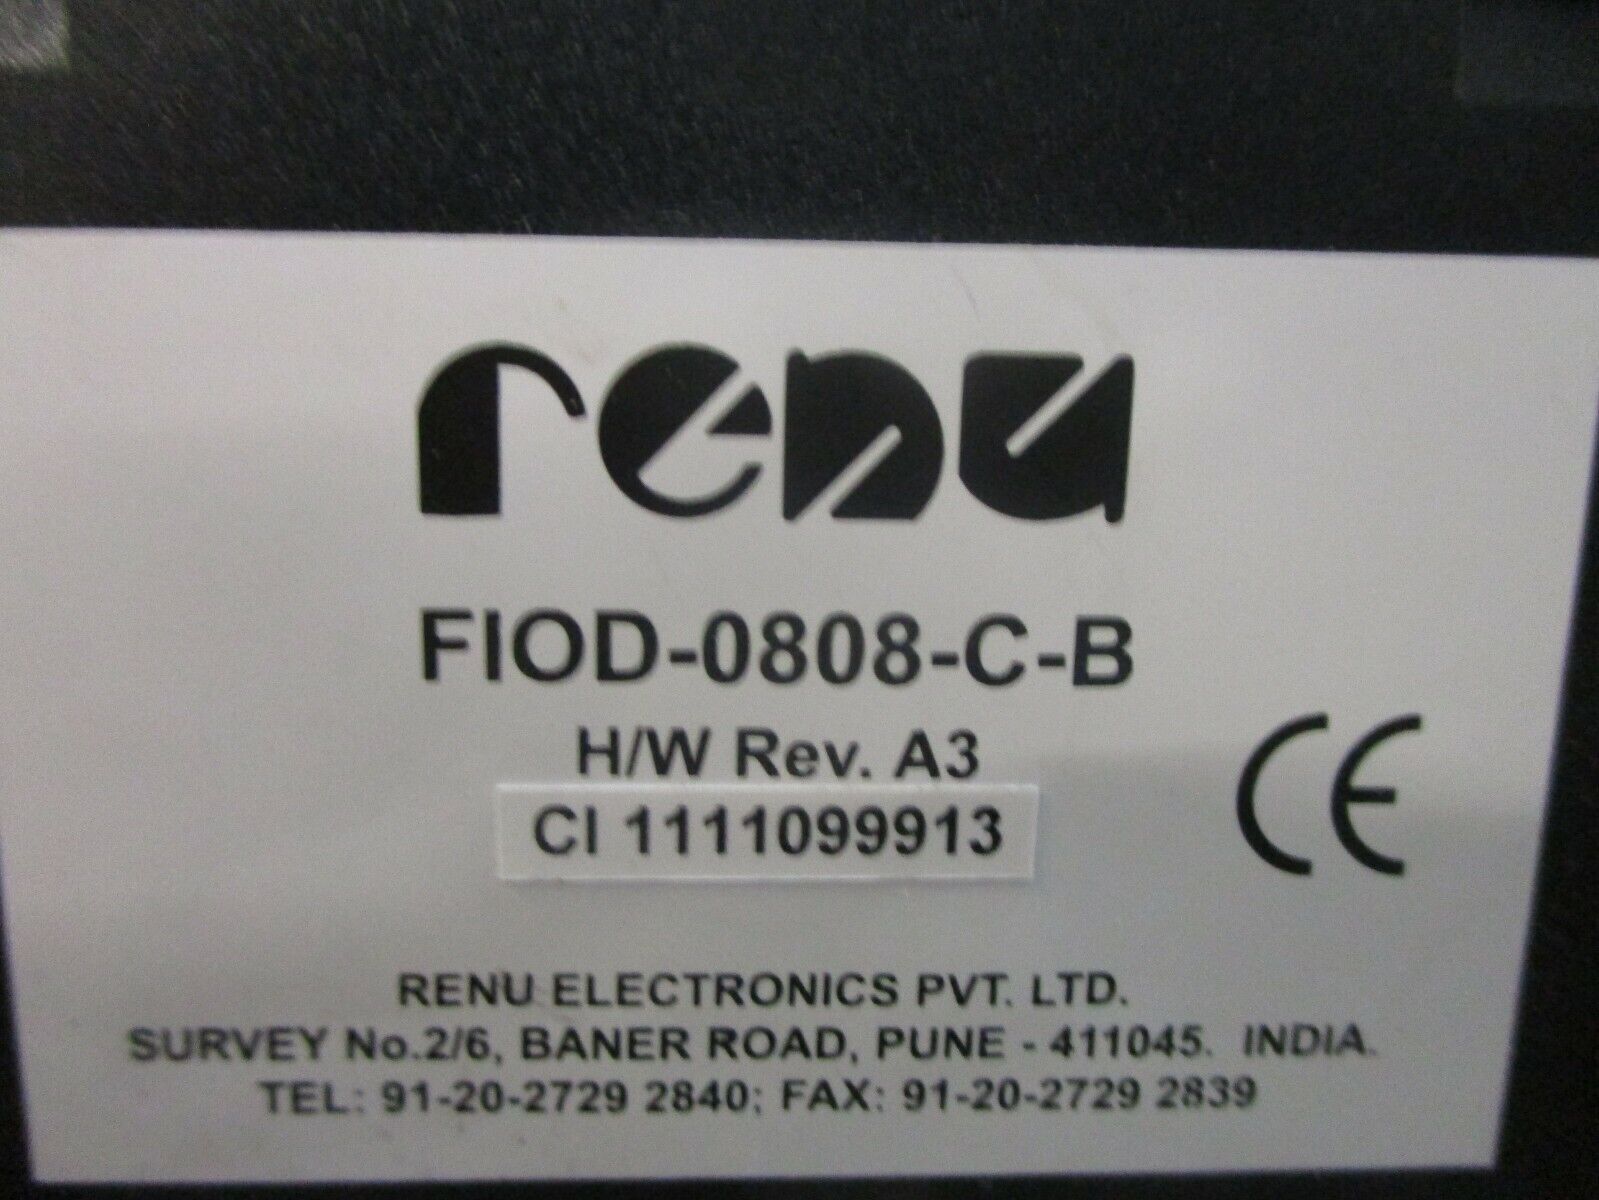 renu
FIOD-0808-C-B
H/W Rev. A3
CI 1111099913
CE
RENU ELECTRONICS PVT. LTD.
SURVEY No.2/6, BANER ROAD, PUNE - 411045. INDIA.
TEL: 91-20-2729 2840; FAX: 91-20-2729 2839